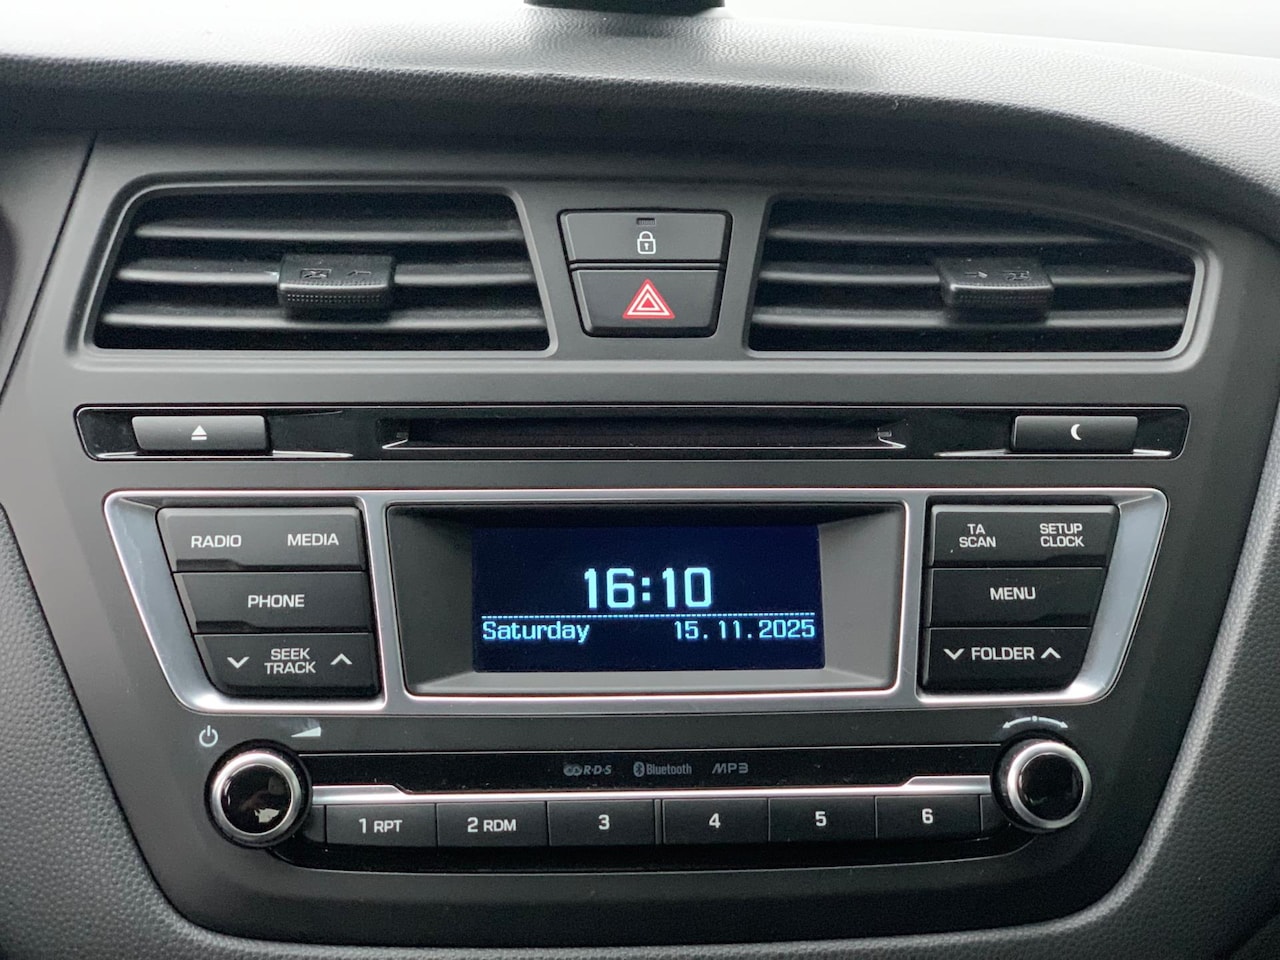 RADIO MEDIA
PHONE
SEEK
TRACK
16:10
Saturday 15.11.2025
TA
SCAN
SETUP
CLOCK
MENU
FOLDER
R·D·S Bluetooth MP3
1 RPT 2 RDM 3 4 5 6